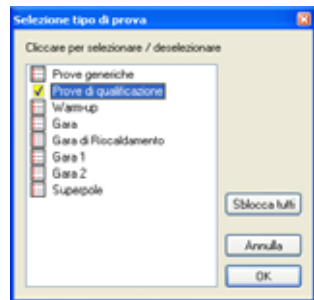 Selezione tipo di prova
Cliccare per selezionare / deselezionare
Prove generiche
Prove di qualificazione
Warm-up
Gara
Gara di Riscaldamento
Gara 1
Gara 2
Superpole
Sblocca tutti
Annulla
OK